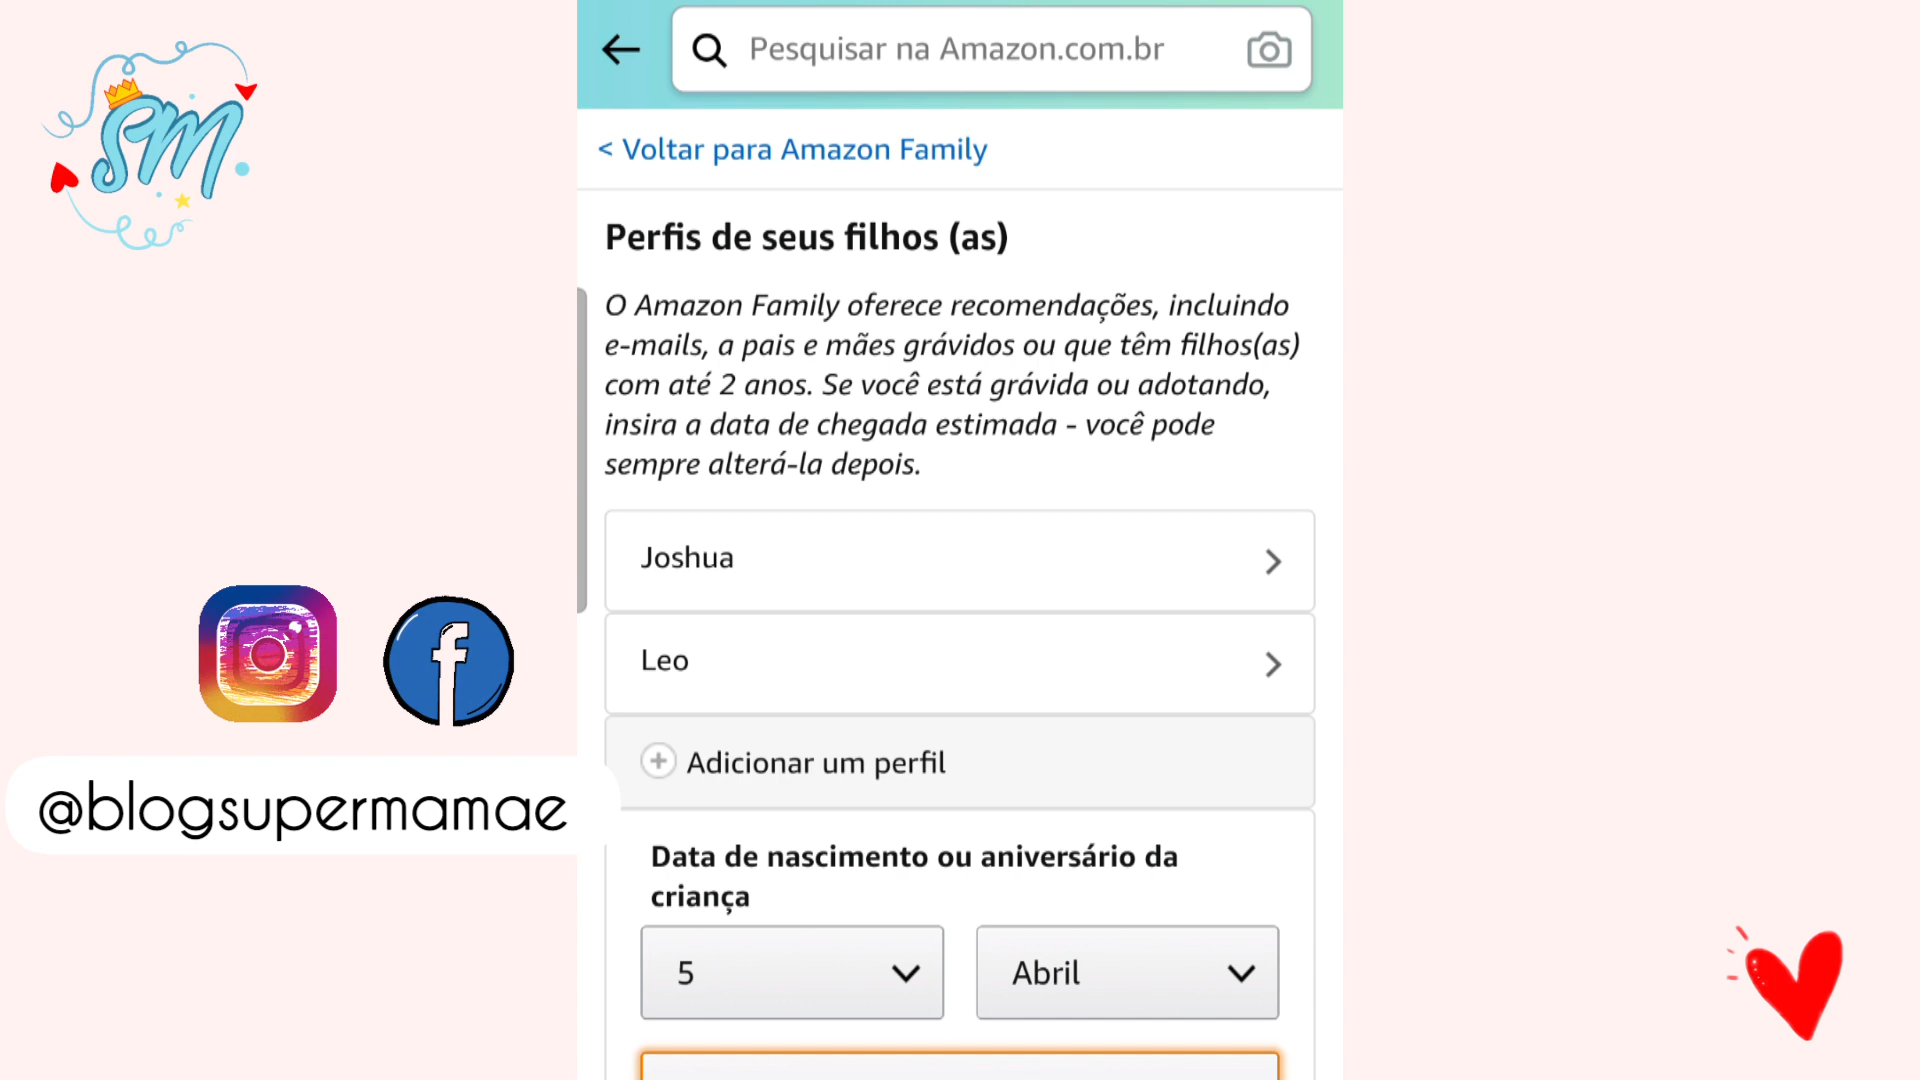 SM
Pesquisar na Amazon.com.br
< Voltar para Amazon Family
Perfis de seus filhos (as)
O Amazon Family oferece recomendações, incluindo
e-mails, a pais e mães grávidos ou que têm filhos(as)
com até 2 anos. Se você está grávida ou adotando,
insira a data de chegada estimada - você pode
sempre alterá-la depois.
Joshua
Leo
Adicionar um perfil
@blogsupermamae
Data de nascimento ou aniversário da
criança
5
Abril